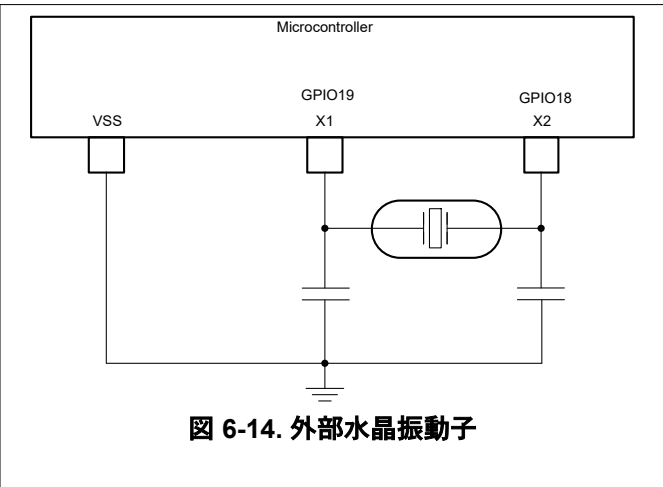 Microcontroller
GPIO19
GPIO18
VSS
X1
X2
図 6-14. 外部水晶振動子